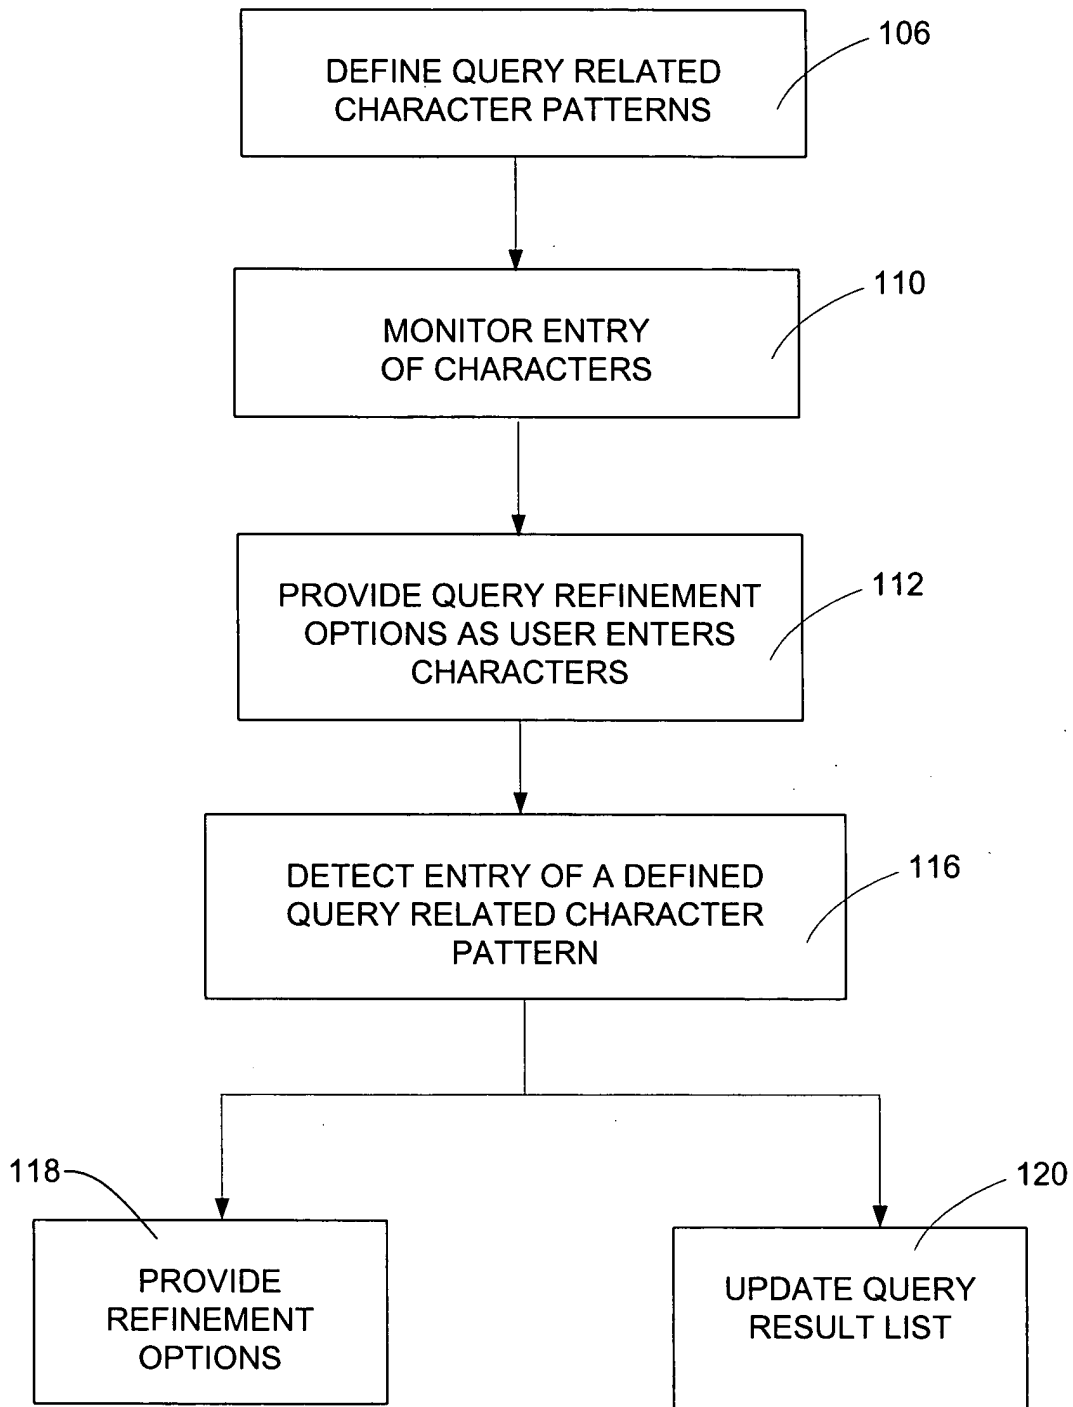 DEFINE QUERY RELATED
CHARACTER PATTERNS
106
MONITOR ENTRY
OF CHARACTERS
110
PROVIDE QUERY REFINEMENT
OPTIONS AS USER ENTERS
CHARACTERS
112
DETECT ENTRY OF A DEFINED
QUERY RELATED CHARACTER
PATTERN
116
118
PROVIDE
REFINEMENT
OPTIONS
120
UPDATE QUERY
RESULT LIST